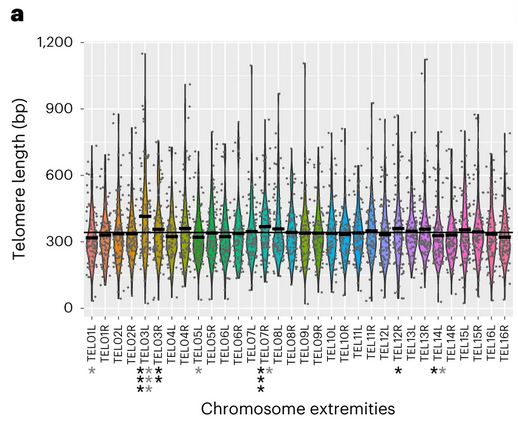 a
Telomere length (bp)
1,200
900
600
300
0
TEL01L
TEL01R
TEL02L
TEL02R
TEL03L
TEL03R
TEL04L
TEL04R
TEL05L
TEL05R
TEL06L
TEL06R
TEL07L
TEL07R
TEL08L
TEL08R
TEL09L
TEL09R
TEL10L
TEL10R
TEL11L
TEL11R
TEL12L
TEL12R
TEL13L
TEL13R
TEL14L
TEL14R
TEL15L
TEL15R
TEL16L
TEL16R
* *** *** ** * *** * * * *
Chromosome extremities